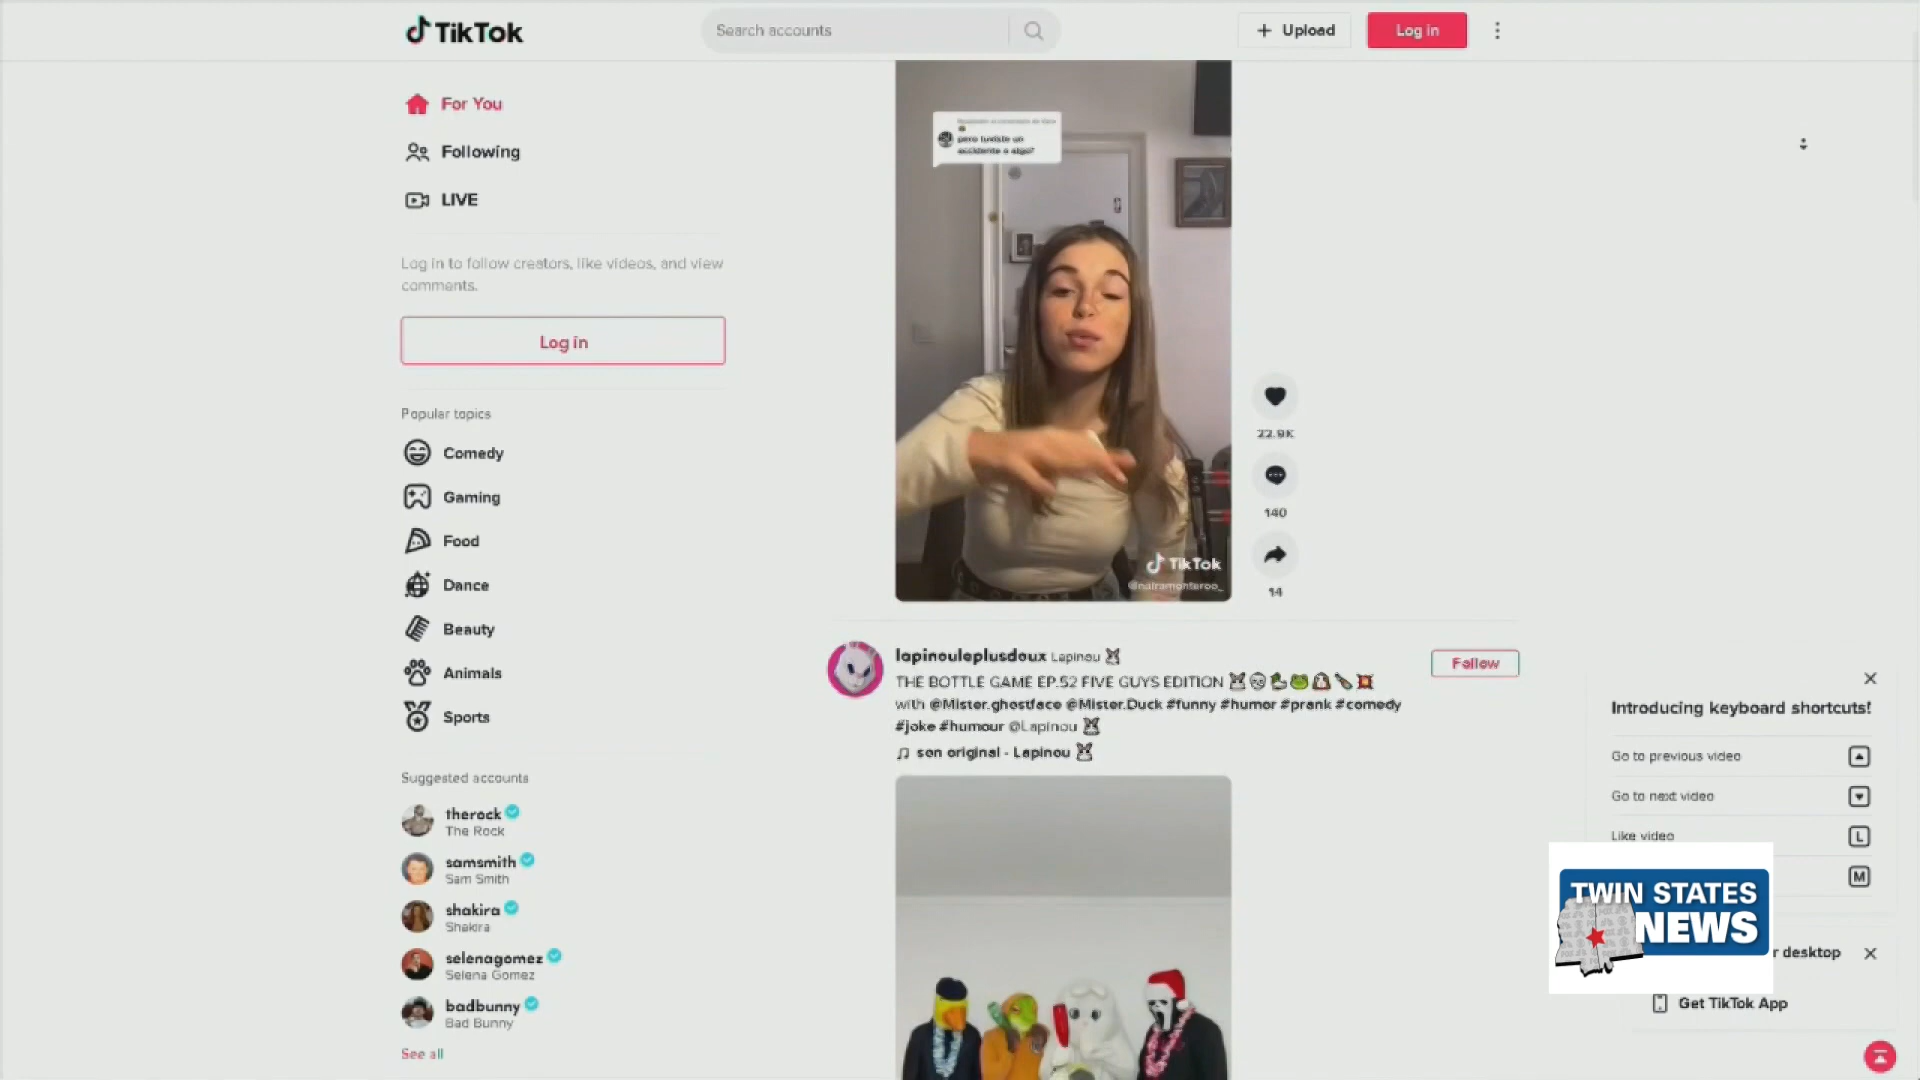 TikTok
Search accounts
Upload
Log in
For You
Following
LIVE
Log in to follow creators, like videos, and view
comments.
Log in
Popular topics
Comedy
Gaming
Food
Dance
Beauty
Animals
Sports
Suggested accounts
therock
The Rock
samsmith
Sam Smith
shakira
Shakira
selenagomez
Selena Gomez
badbunny
Bad Bunny
See all
pero tuviste un
accidente o algo?
TikTok
22.9K
140
14
lapinouleplusdoux Lapinou
THE BOTTLE GAME EP.52 FIVE GUYS EDITION
with @Mister.ghostface @Mister.Duck #funny #humor #prank #comedy
#joke #humour @Lapinou
son original - Lapinou
Follow
Introducing keyboard shortcuts!
Go to previous video
Go to next video
Like video L
M
TWIN STATES
NEWS
r desktop
Get TikTok App